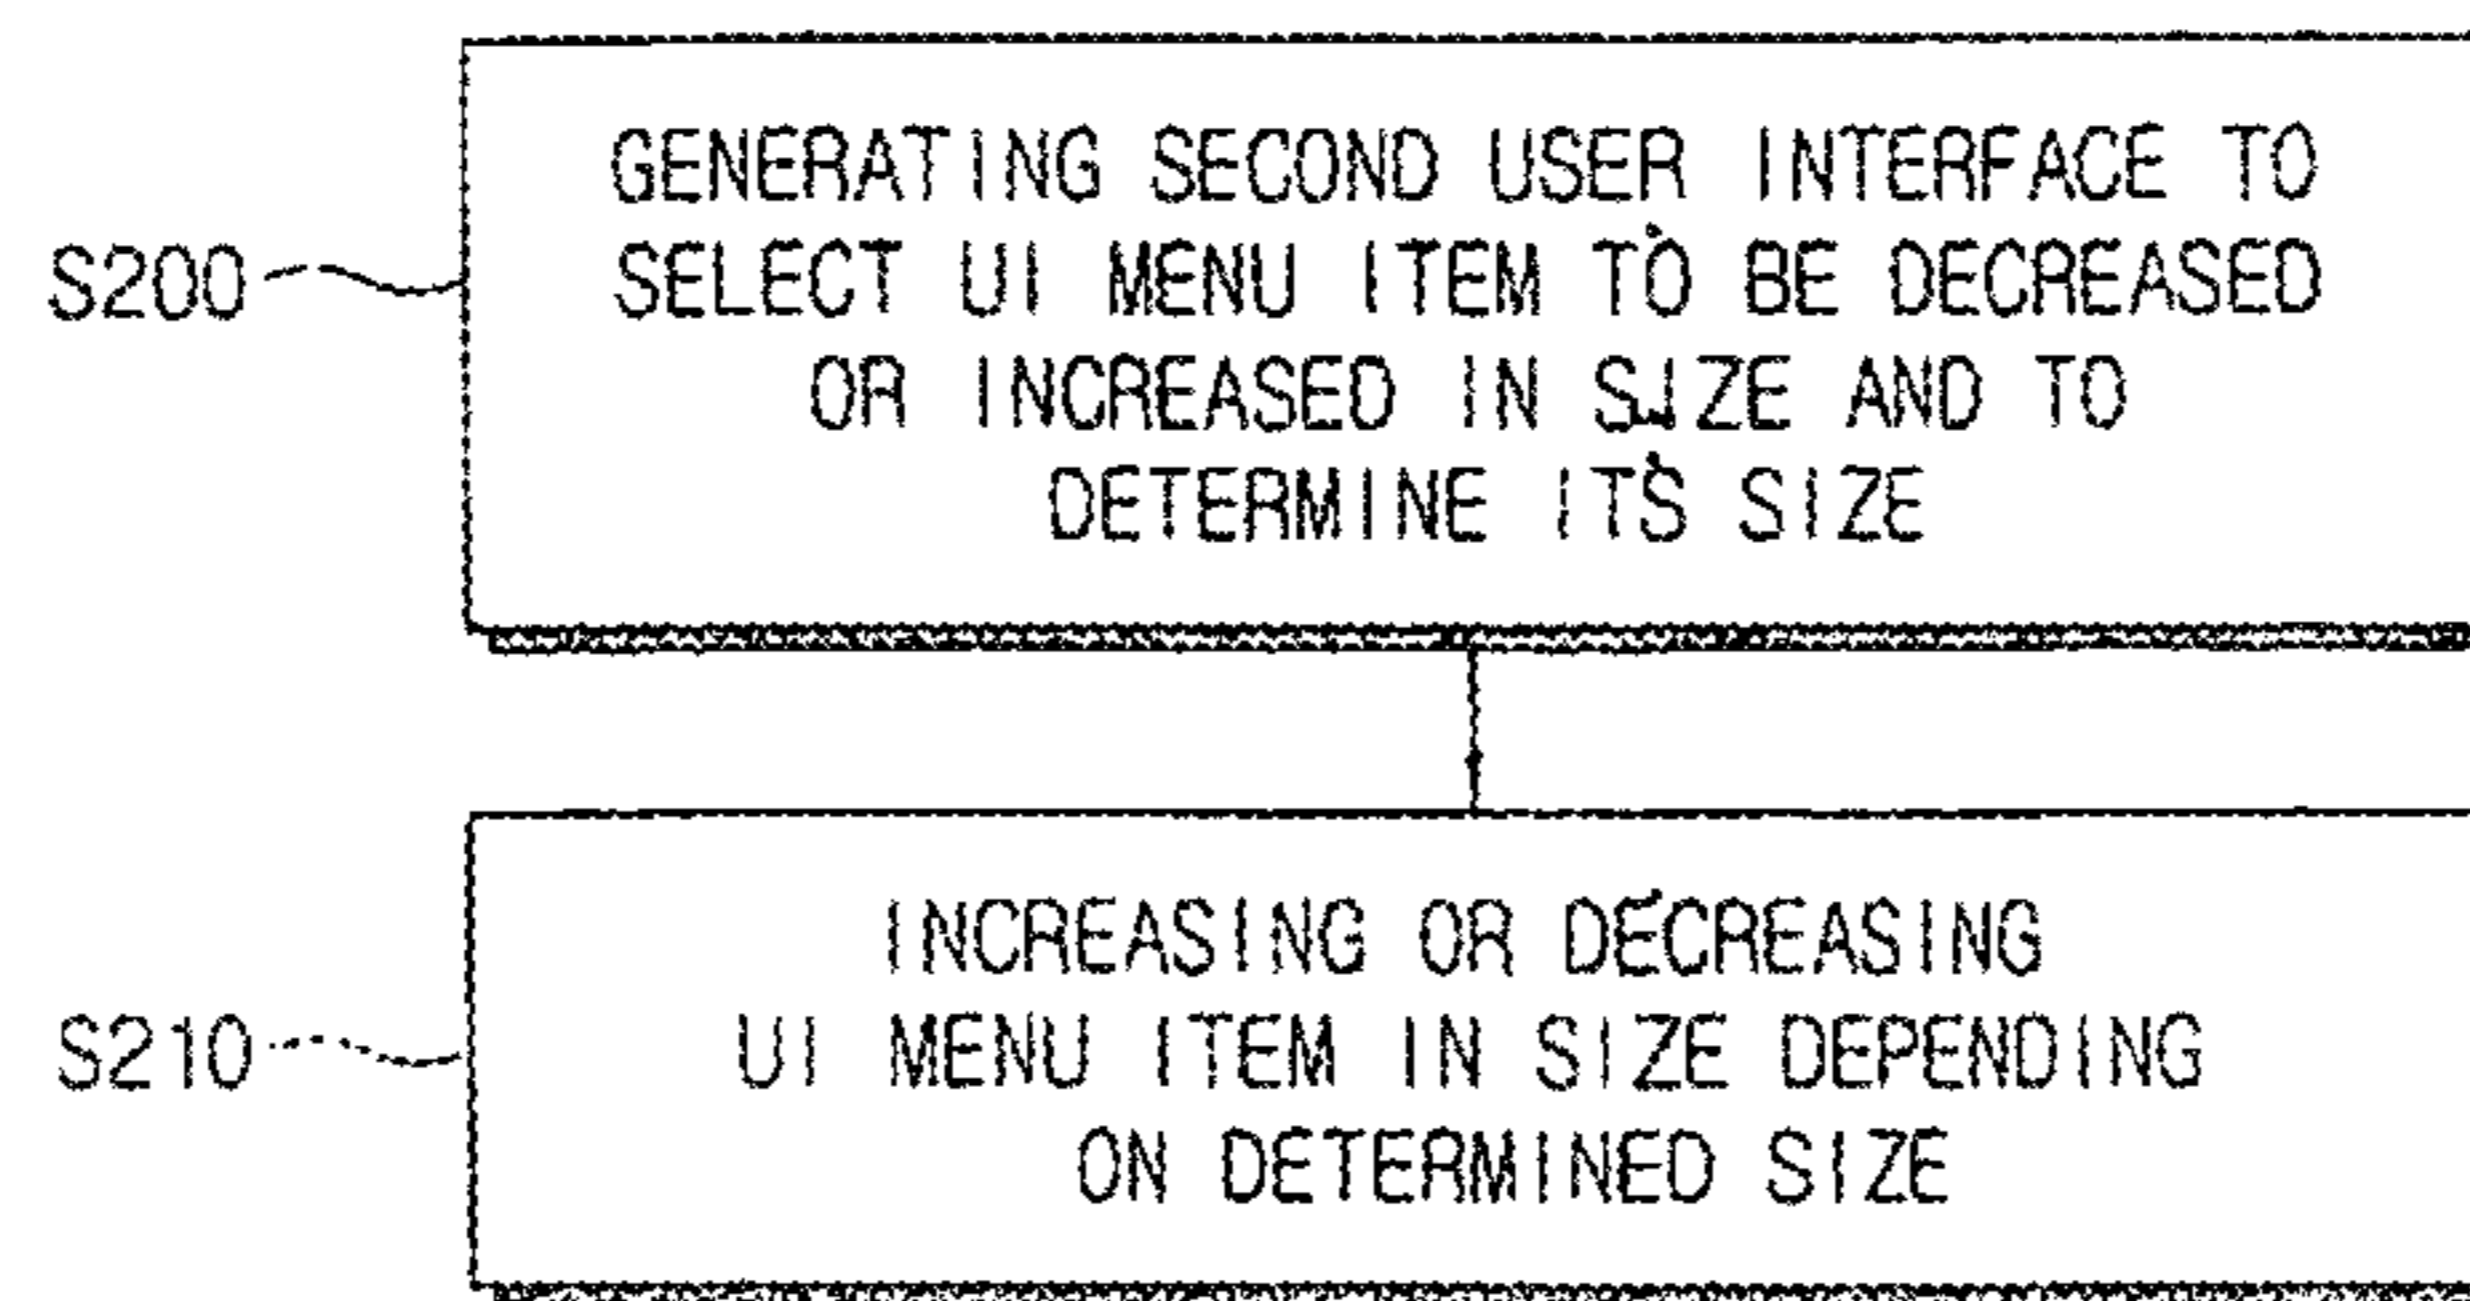 GENERATING SECOND USER INTERFACE TO
SELECT UI MENU ITEM TO BE DECREASED
OR INCREASED IN SIZE AND TO
DETERMINE ITS SIZE
S200
INCREASING OR DECREASING
UI MENU ITEM IN SIZE DEPENDING
ON DETERMINED SIZE
S210